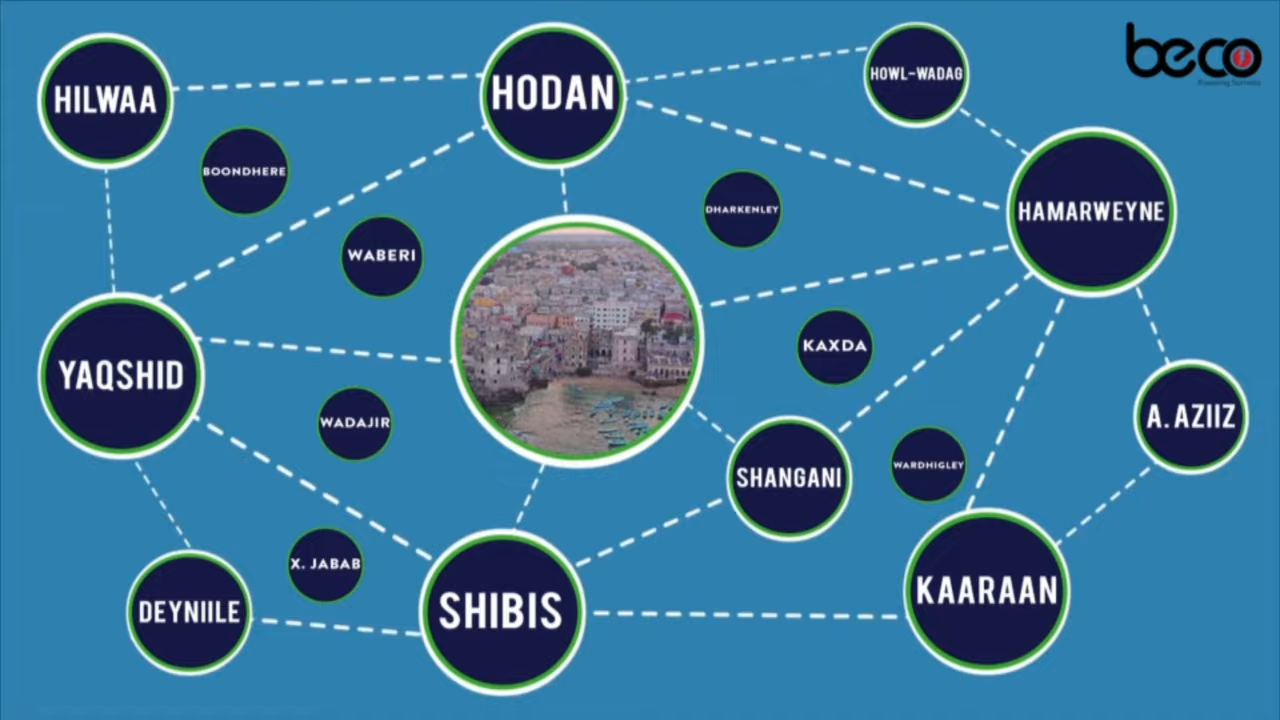 beco
HILWAA
HODAN
HOWL-WADAG
BOONDHERE
DHARKENLEY
HAMARWEYNE
WABERI
KAXDA
YAQSHID
WADAJIR
A. AZIIZ
SHANGANI
WARDHIGLEY
X. JABAB
DEYNIILE
SHIBIS
KAARAAN